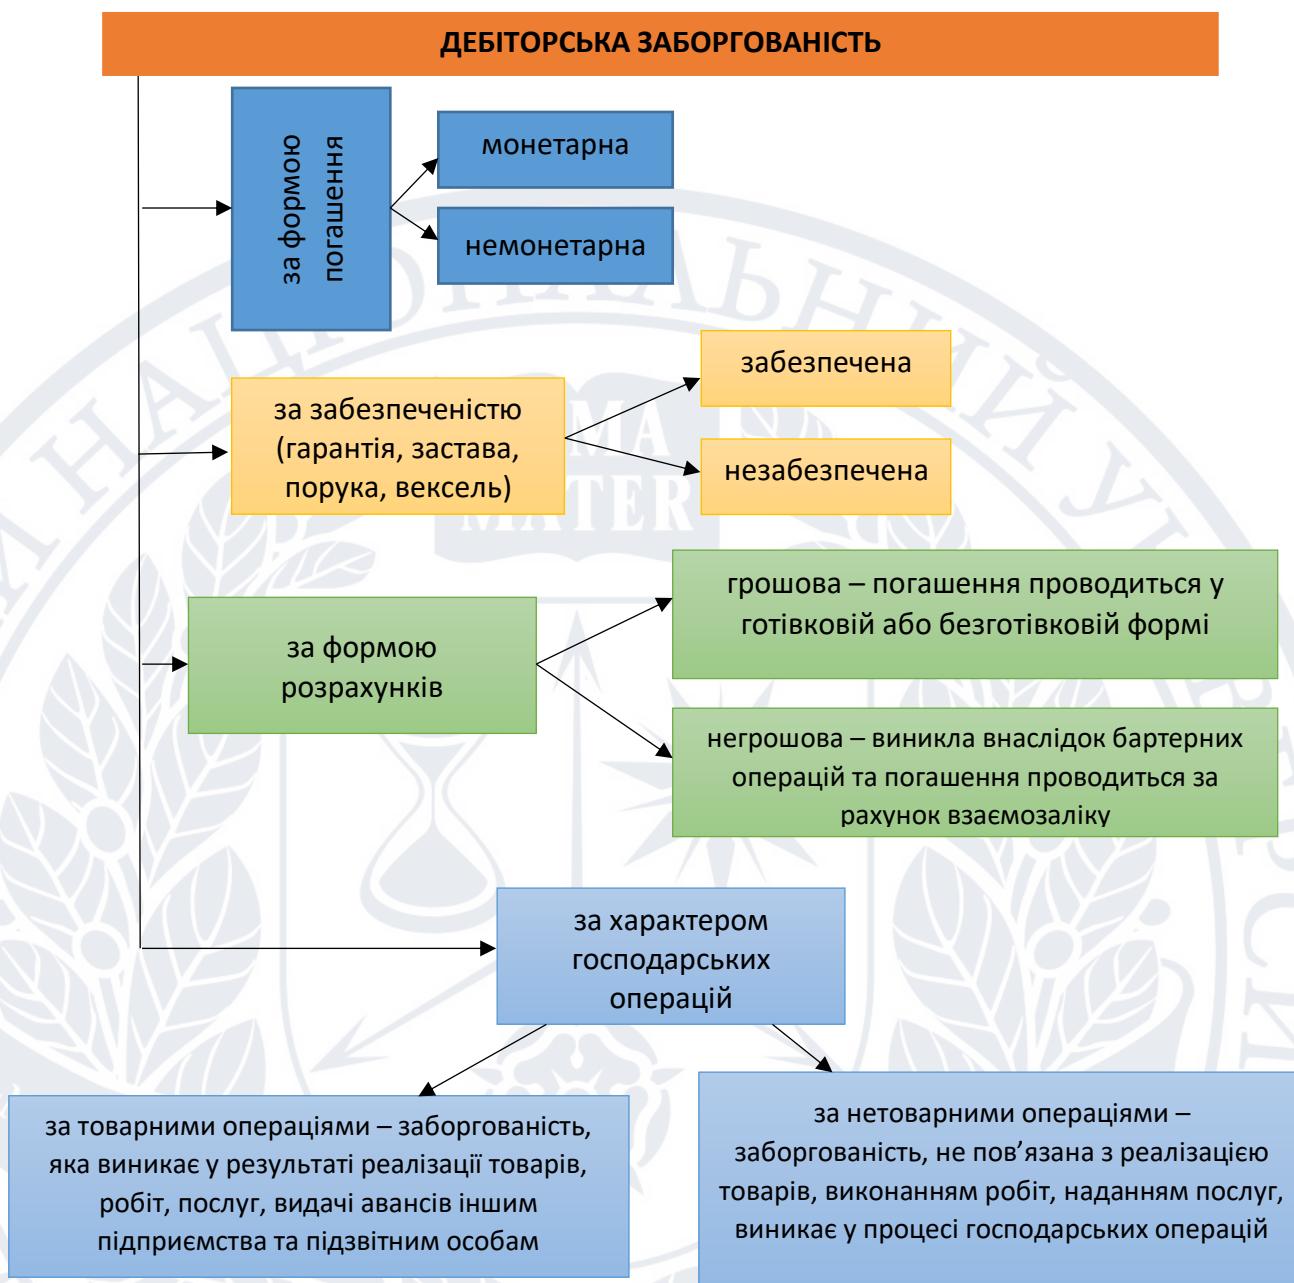 ДЕБІТОРСЬКА ЗАБОРГОВАНІСТЬ
за формою
погашення
монетарна
немонетарна
за забезпеченістю
(гарантія, застава,
порука, вексель)
забезпечена
незабезпечена
за формою
розрахунків
грошова – погашення проводиться у
готівковій або безготівковій формі
негрошова – виникла внаслідок бартерних
операцій та погашення проводиться за
рахунок взаємозаліку
за характером
господарських
операцій
за товарними операціями – заборгованість,
яка виникає у результаті реалізації товарів,
робіт, послуг, видачі авансів іншим
підприємства та підзвітним особам
за нетоварними операціями –
заборгованість, не пов’язана з реалізацією
товарів, виконанням робіт, наданням послуг,
виникає у процесі господарських операцій
НАЦІОНАЛЬНИЙ
MATER